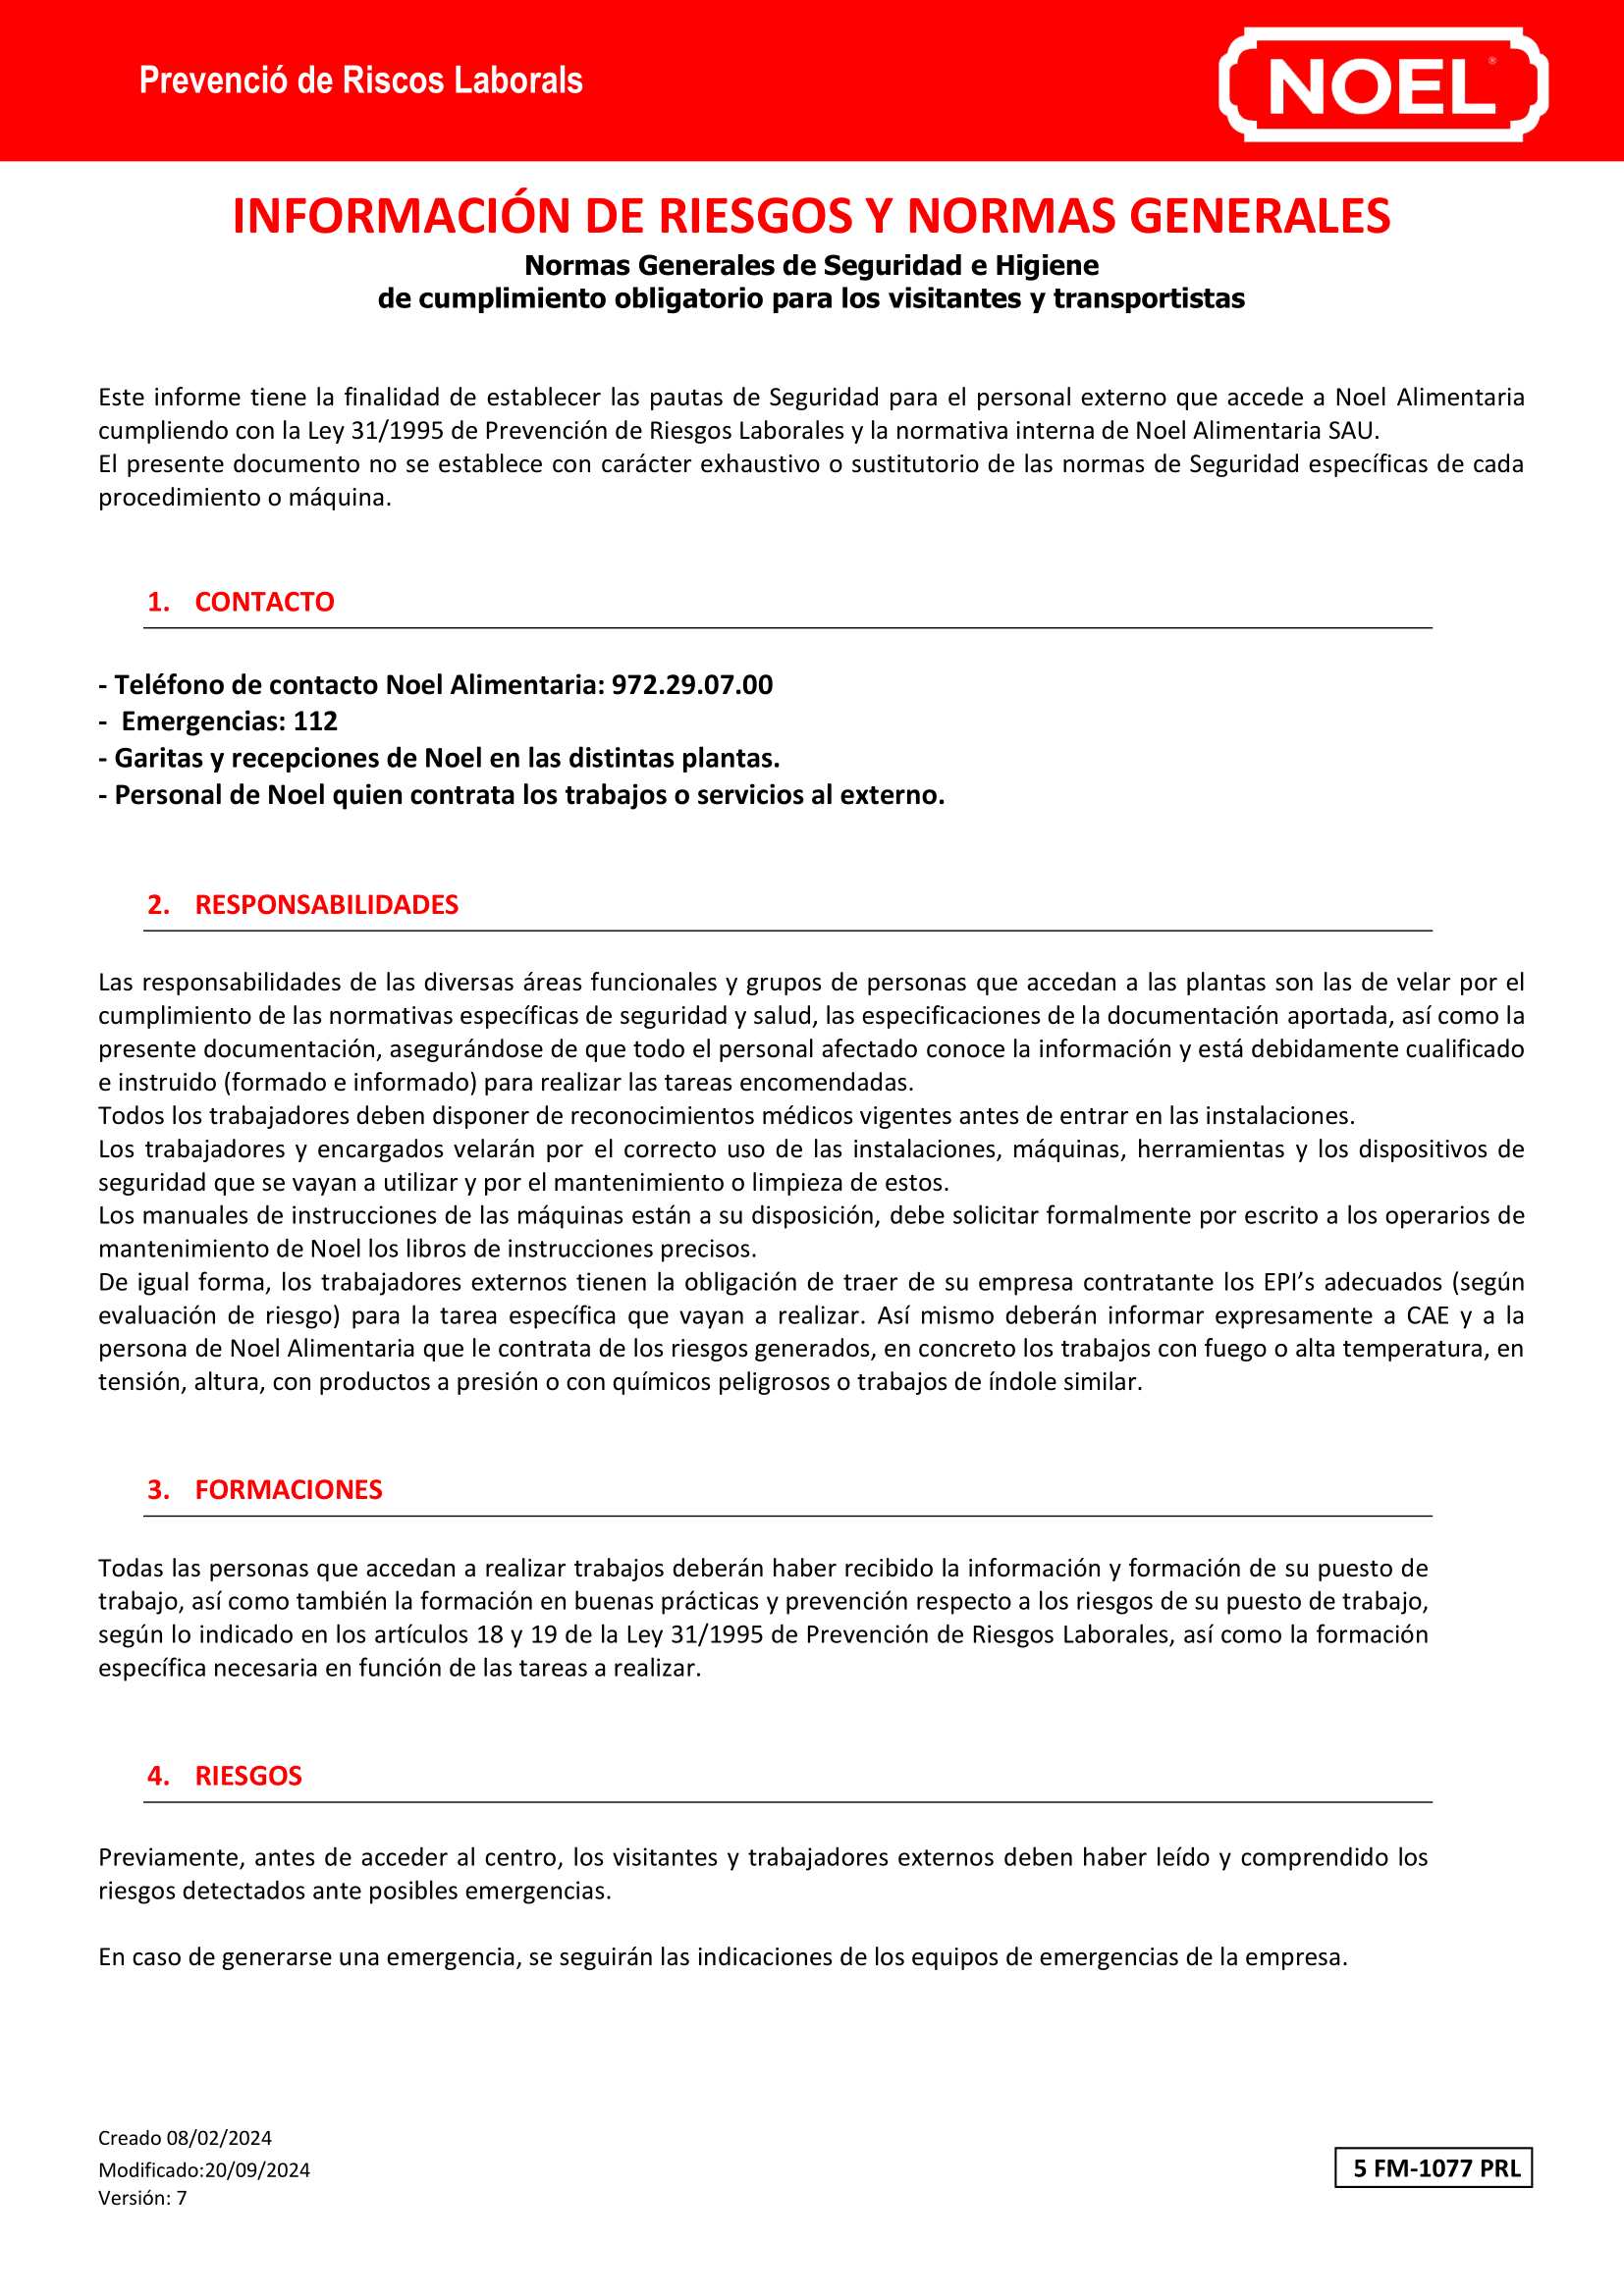 Prevenció de Riscos Laborals
NOEL®
INFORMACIÓN DE RIESGOS Y NORMAS GENERALES
Normas Generales de Seguridad e Higiene
de cumplimiento obligatorio para los visitantes y transportistas
Este informe tiene la finalidad de establecer las pautas de Seguridad para el personal externo que accede a Noel Alimentaria
cumpliendo con la Ley 31/1995 de Prevención de Riesgos Laborales y la normativa interna de Noel Alimentaria SAU.
El presente documento no se establece con carácter exhaustivo o sustitutorio de las normas de Seguridad específicas de cada
procedimiento o máquina.
1. CONTACTO
- Teléfono de contacto Noel Alimentaria: 972.29.07.00
- Emergencias: 112
- Garitas y recepciones de Noel en las distintas plantas.
- Personal de Noel quien contrata los trabajos o servicios al externo.
2. RESPONSABILIDADES
Las responsabilidades de las diversas áreas funcionales y grupos de personas que accedan a las plantas son las de velar por el
cumplimiento de las normativas específicas de seguridad y salud, las especificaciones de la documentación aportada, así como la
presente documentación, asegurándose de que todo el personal afectado conoce la información y está debidamente cualificado
e instruido (formado e informado) para realizar las tareas encomendadas.
Todos los trabajadores deben disponer de reconocimientos médicos vigentes antes de entrar en las instalaciones.
Los trabajadores y encargados velarán por el correcto uso de las instalaciones, máquinas, herramientas y los dispositivos de
seguridad que se vayan a utilizar y por el mantenimiento o limpieza de estos.
Los manuales de instrucciones de las máquinas están a su disposición, debe solicitar formalmente por escrito a los operarios de
mantenimiento de Noel los libros de instrucciones precisos.
De igual forma, los trabajadores externos tienen la obligación de traer de su empresa contratante los EPI’s adecuados (según
evaluación de riesgo) para la tarea específica que vayan a realizar. Así mismo deberán informar expresamente a CAE y a la
persona de Noel Alimentaria que le contrata de los riesgos generados, en concreto los trabajos con fuego o alta temperatura, en
tensión, altura, con productos a presión o con químicos peligrosos o trabajos de índole similar.
3. FORMACIONES
Todas las personas que accedan a realizar trabajos deberán haber recibido la información y formación de su puesto de
trabajo, así como también la formación en buenas prácticas y prevención respecto a los riesgos de su puesto de trabajo,
según lo indicado en los artículos 18 y 19 de la Ley 31/1995 de Prevención de Riesgos Laborales, así como la formación
específica necesaria en función de las tareas a realizar.
4. RIESGOS
Previamente, antes de acceder al centro, los visitantes y trabajadores externos deben haber leído y comprendido los
riesgos detectados ante posibles emergencias.
En caso de generarse una emergencia, se seguirán las indicaciones de los equipos de emergencias de la empresa.
Creado 08/02/2024
Modificado:20/09/2024
Versión: 7
5 FM-1077 PRL